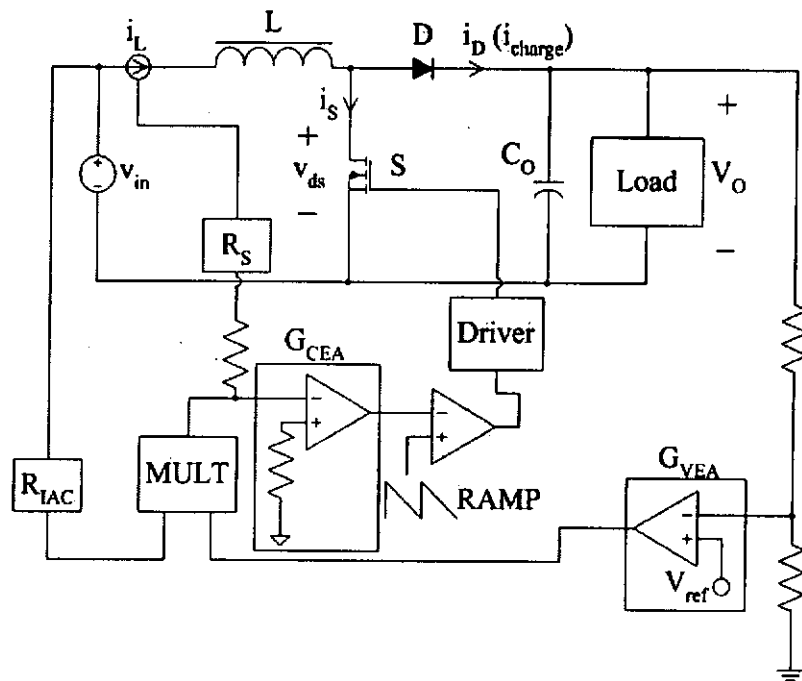 i_L
L
D
i_D (i_charge)
i_S
+
+
v_in
+
-
v_ds
-
S
C_O
Load
V_O
-
R_S
Driver
G_CEA
-
+
-
+
R_IAC
MULT
RAMP
G_VEA
-
+
V_ref